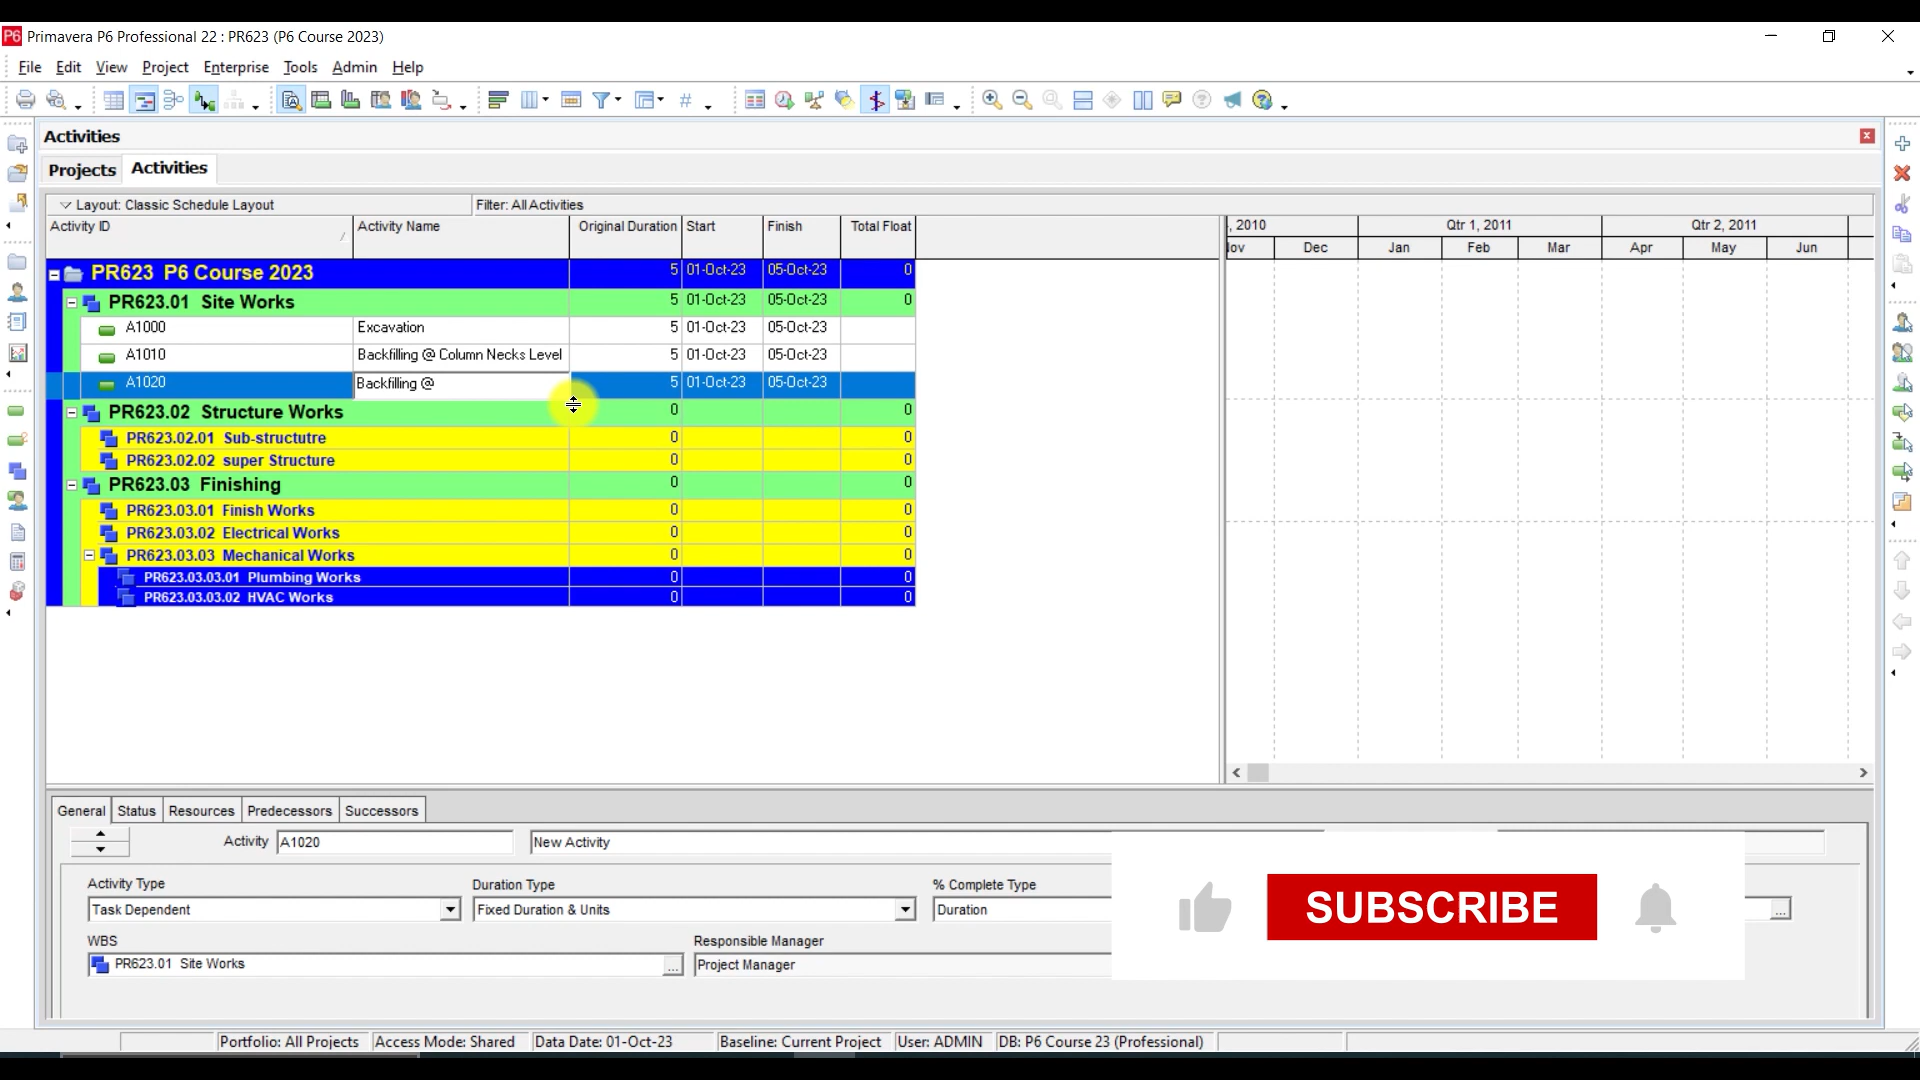 P6 Primavera P6 Professional 22 : PR623 (P6 Course 2023)
File Edit View Project Enterprise Tools Admin Help
Activities
Projects Activities
Layout: Classic Schedule Layout Filter: All Activities
Activity ID Activity Name Original Duration Start Finish Total Float
, 2010 Qtr 1, 2011 Qtr 2, 2011
lov Dec Jan Feb Mar Apr May Jun
PR623 P6 Course 2023 5 01-Oct-23 05-Oct-23 0
PR623.01 Site Works 5 01-Oct-23 05-Oct-23 0
A1000 Excavation 5 01-Oct-23 05-Oct-23
A1010 Backfilling @ Column Necks Level 5 01-Oct-23 05-Oct-23
A1020 Backfilling @ 5 01-Oct-23 05-Oct-23
PR623.02 Structure Works 0 0
PR623.02.01 Sub-structutre 0 0
PR623.02.02 super Structure 0 0
PR623.03 Finishing 0 0
PR623.03.01 Finish Works 0 0
PR623.03.02 Electrical Works 0 0
PR623.03.03 Mechanical Works 0 0
PR623.03.03.01 Plumbing Works 0 0
PR623.03.03.02 HVAC Works 0 0
General Status Resources Predecessors Successors
Activity A1020 New Activity
Activity Type Duration Type % Complete Type
Task Dependent Fixed Duration & Units Duration
SUBSCRIBE
WBS Responsible Manager
PR623.01 Site Works Project Manager
Portfolio: All Projects Access Mode: Shared Data Date: 01-Oct-23 Baseline: Current Project User: ADMIN DB: P6 Course 23 (Professional)